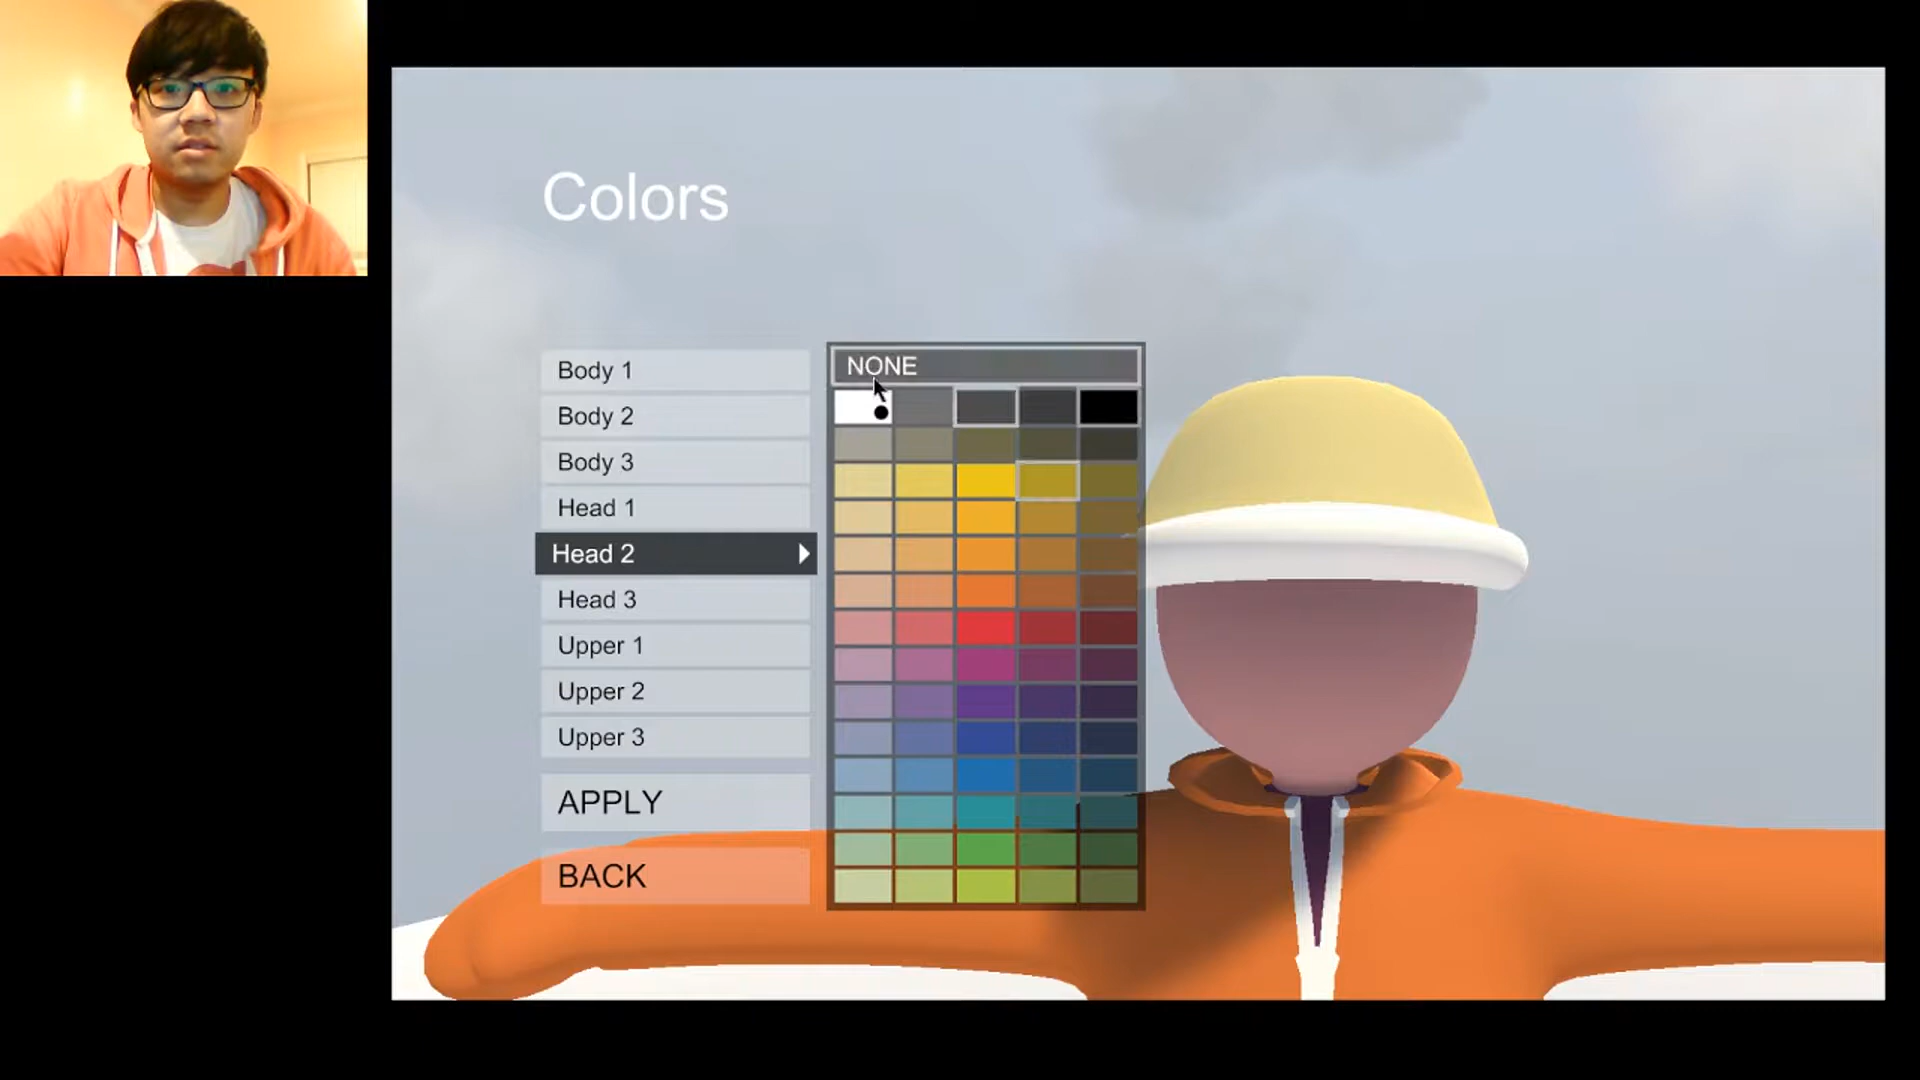 Colors
Body 1
Body 2
Body 3
Head 1
Head 2
Head 3
Upper 1
Upper 2
Upper 3
APPLY
BACK
NONE